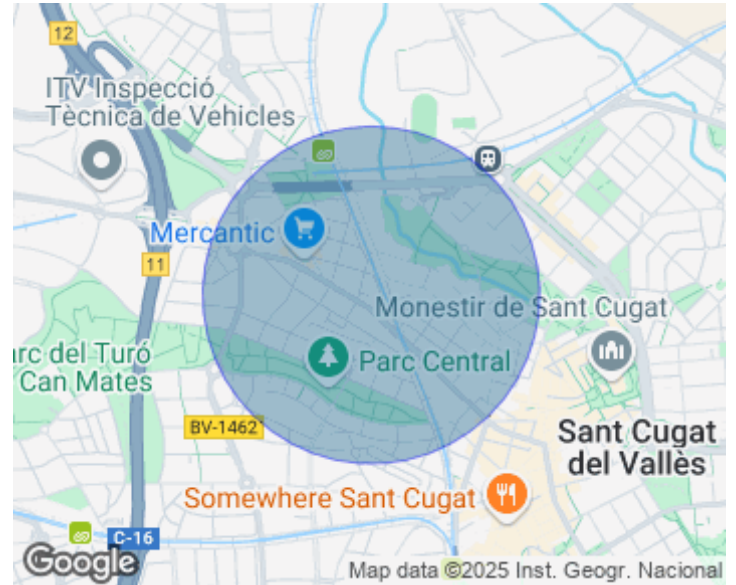 12
ITV Inspecció
Tècnica de Vehicles
Mercantic
11
Monestir de Sant Cugat
arc del Turó
Can Mates
Parc Central
BV-1462
Sant Cugat
del Vallès
Somewhere Sant Cugat
C-16
Google
Map data ©2025 Inst. Geogr. Nacional